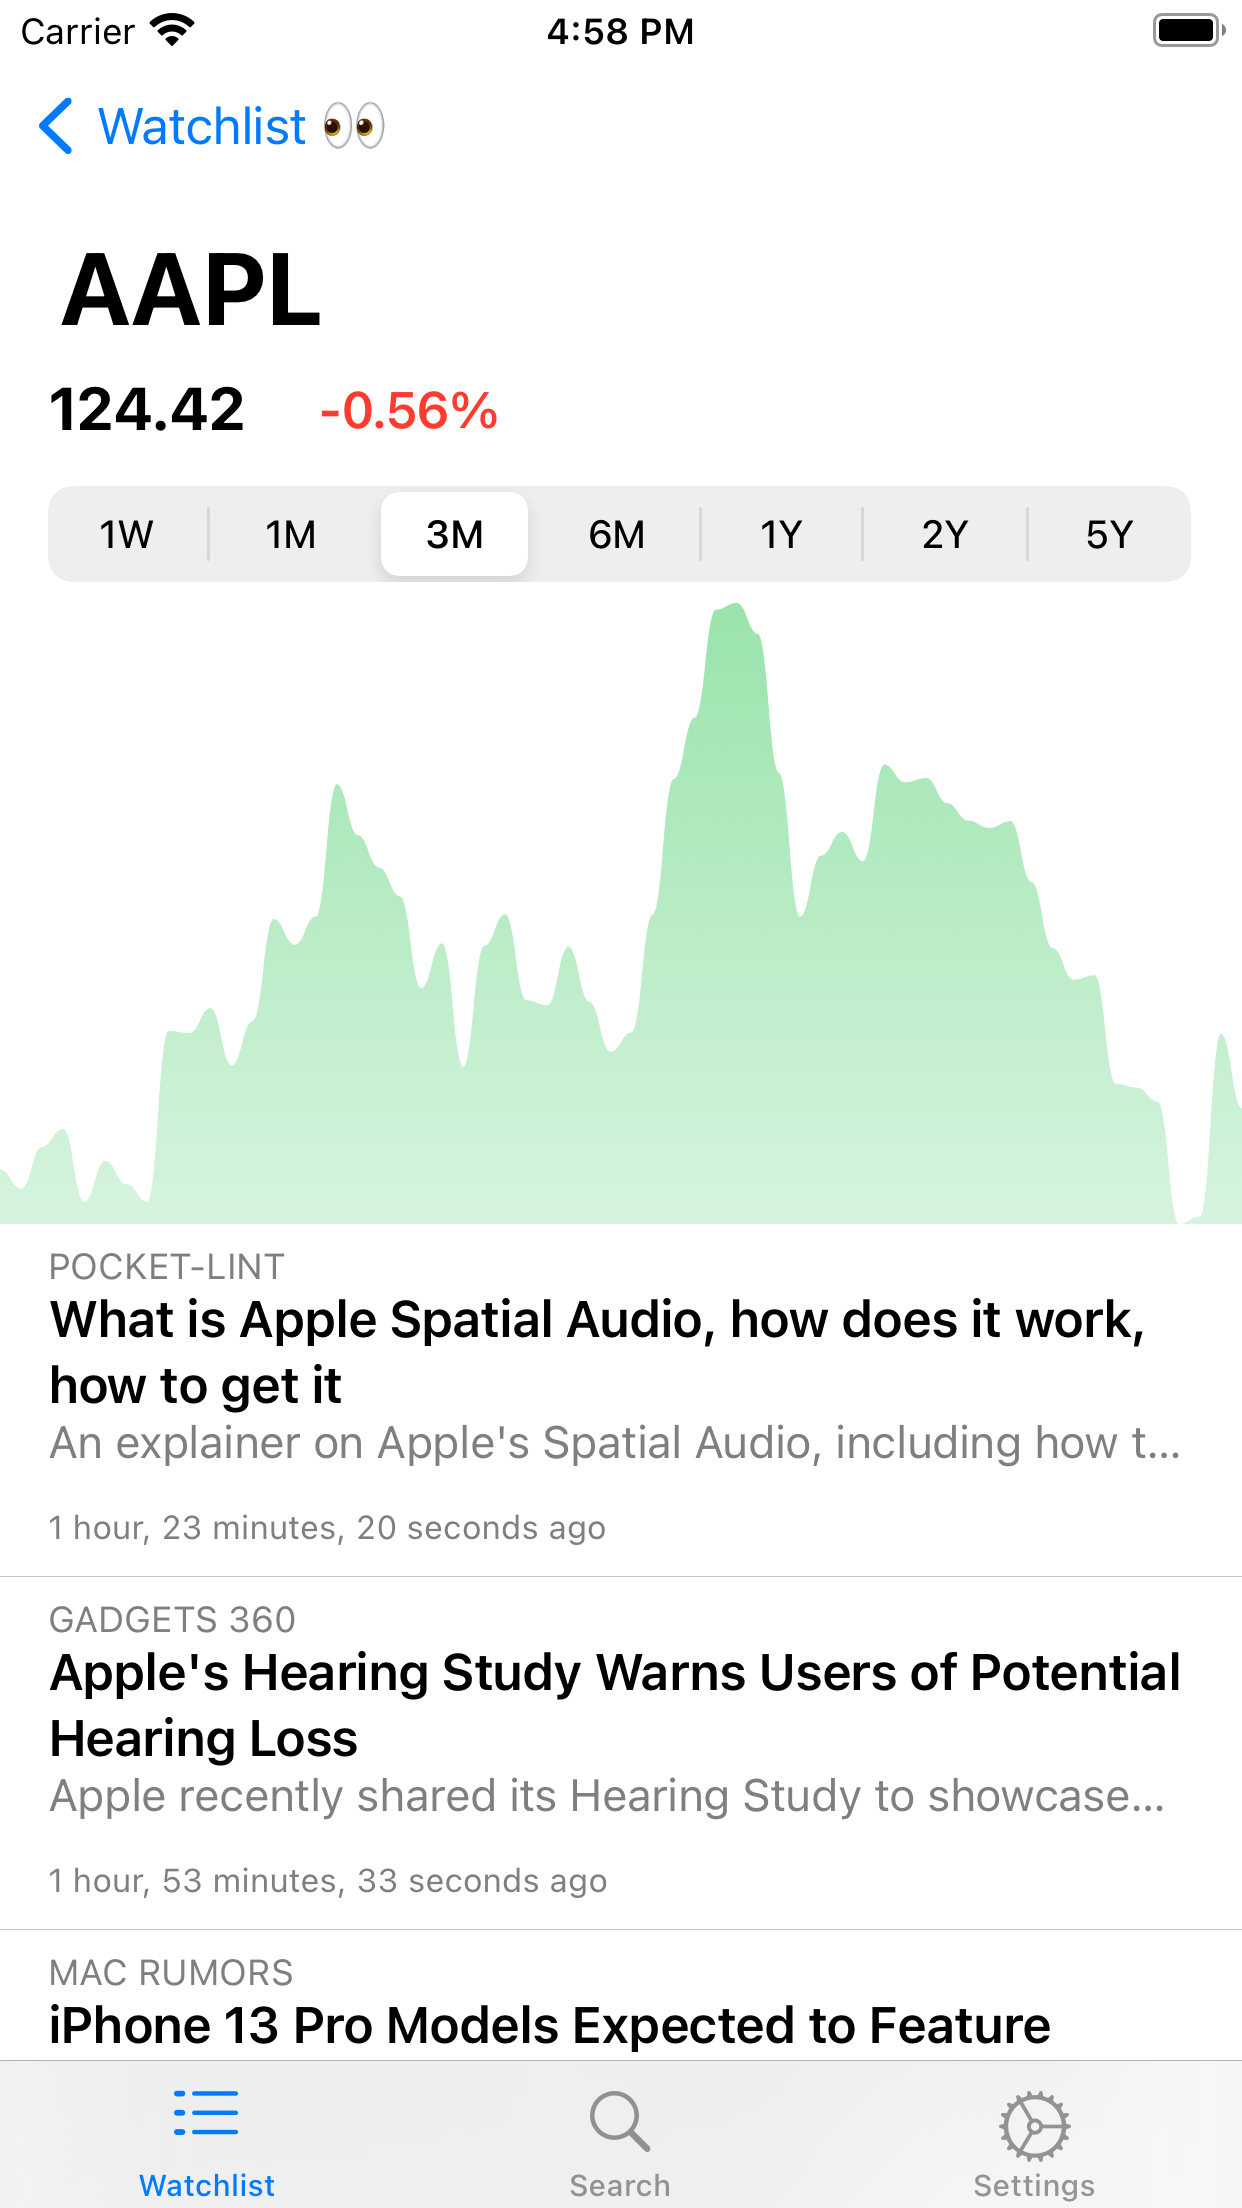 Carrier 4:58 PM
Watchlist 👀
AAPL
124.42 -0.56%
1W 1M 3M 6M 1Y 2Y 5Y
POCKET-LINT
What is Apple Spatial Audio, how does it work,
how to get it
An explainer on Apple's Spatial Audio, including how t...
1 hour, 23 minutes, 20 seconds ago
GADGETS 360
Apple's Hearing Study Warns Users of Potential
Hearing Loss
Apple recently shared its Hearing Study to showcase...
1 hour, 53 minutes, 33 seconds ago
MAC RUMORS
iPhone 13 Pro Models Expected to Feature
Watchlist Search Settings